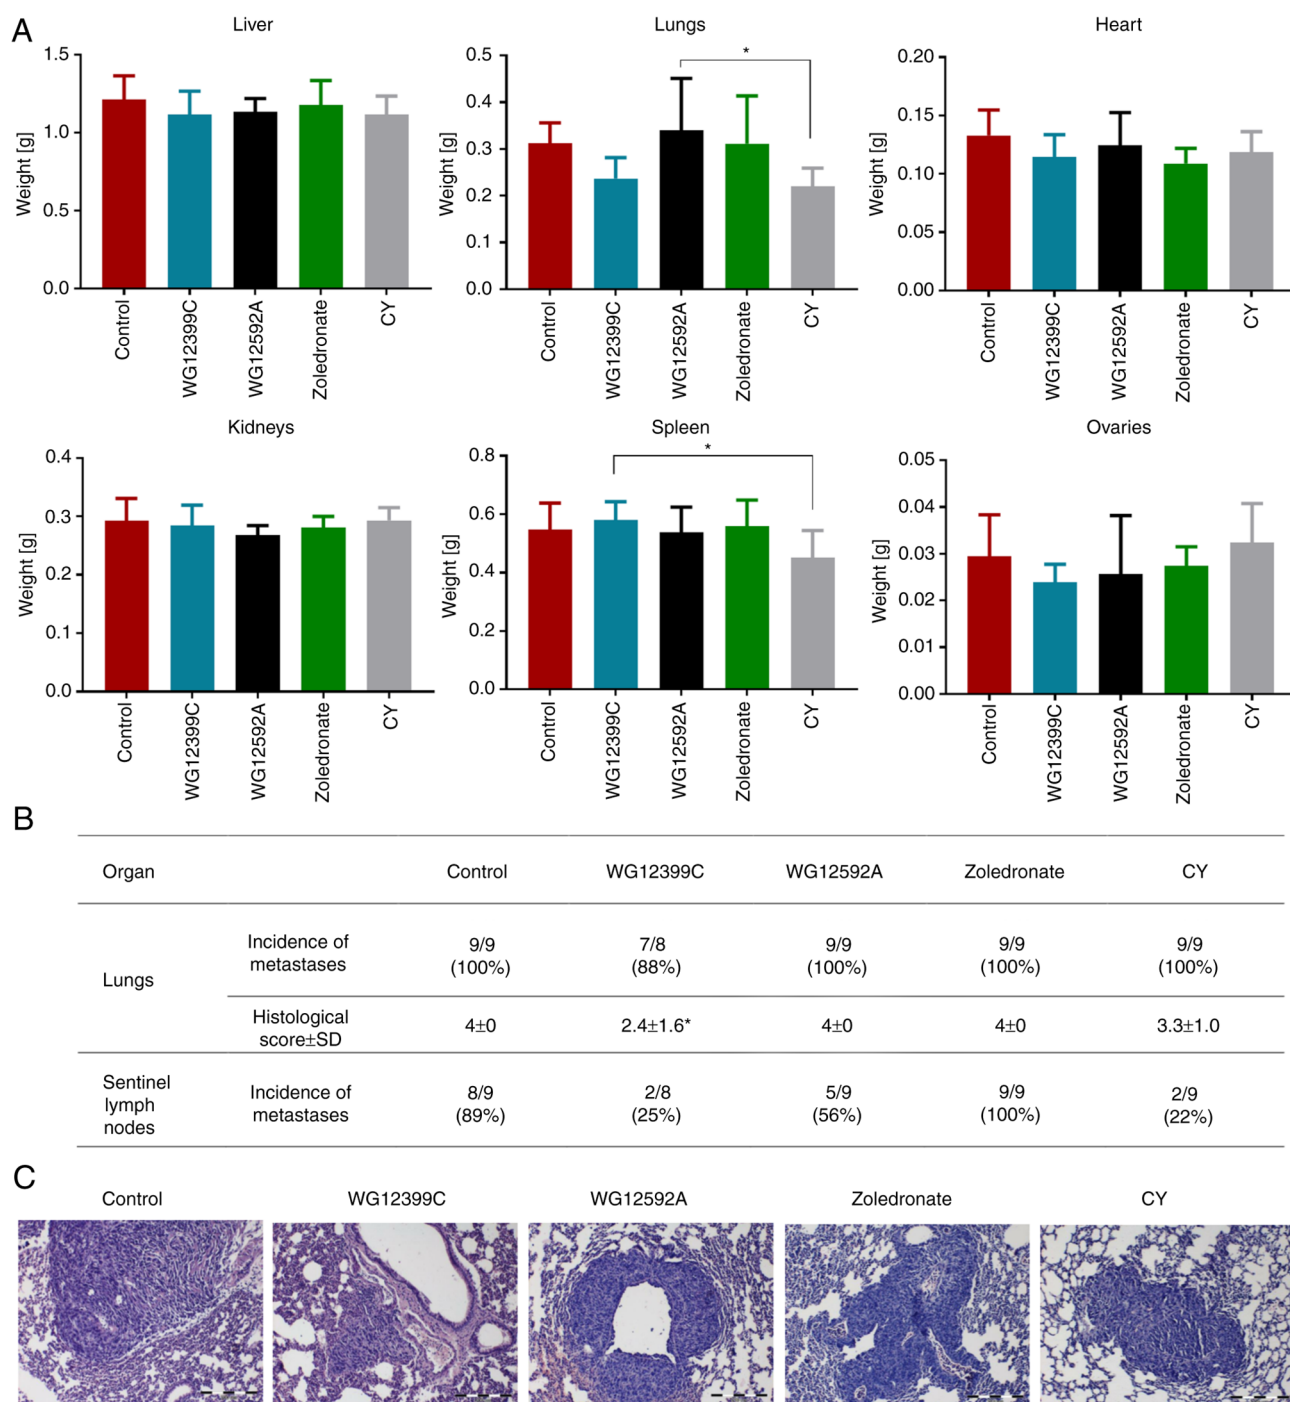 A
Liver
Lungs
Heart
1.5
1.0
0.5
0.0
Weight [g]
Control
WG12399C
WG12592A
Zoledronate
CY
0.5
0.4
0.3
0.2
0.1
0.0
Weight [g]
*
Control
WG12399C
WG12592A
Zoledronate
CY
0.20
0.15
0.10
0.05
0.00
Weight [g]
Control
WG12399C
WG12592A
Zoledronate
CY
Kidneys
Spleen
Ovaries
0.4
0.3
0.2
0.1
0.0
Weight [g]
Control
WG12399C
WG12592A
Zoledronate
CY
0.8
0.6
0.4
0.2
0.0
Weight [g]
*
Control
WG12399C
WG12592A
Zoledronate
CY
0.05
0.04
0.03
0.02
0.01
0.00
Weight [g]
Control
WG12399C
WG12592A
Zoledronate
CY
B
Organ Control WG12399C WG12592A Zoledronate CY
Lungs
Incidence of 9/9 7/8 9/9 9/9 9/9
metastases (100%) (88%) (100%) (100%) (100%)
Histological
score±SD
4±0 2.4±1.6* 4±0 4±0 3.3±1.0
Sentinel
lymph
nodes
Incidence of 8/9 2/8 5/9 9/9 2/9
metastases (89%) (25%) (56%) (100%) (22%)
C
Control WG12399C WG12592A Zoledronate CY